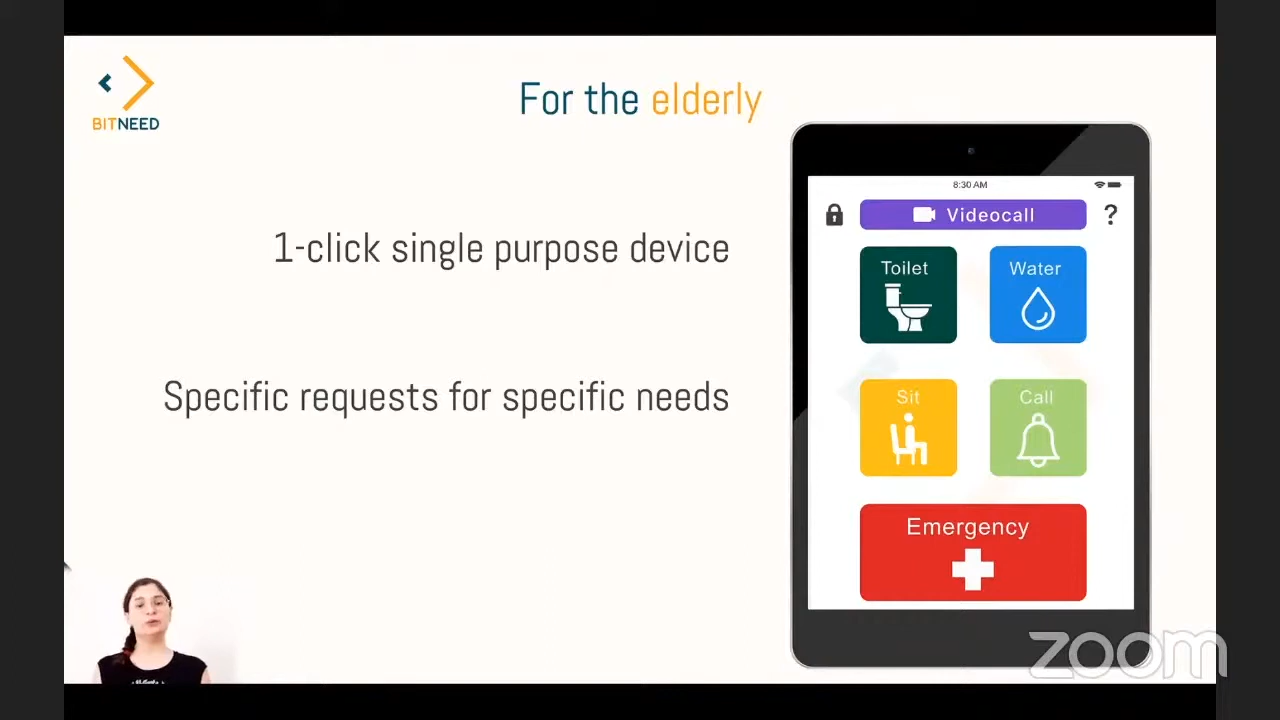 BITNEED
For the elderly
1-click single purpose device
Specific requests for specific needs
8:30 AM
Videocall
?
Toilet
Water
Sit
Call
Emergency
zoom